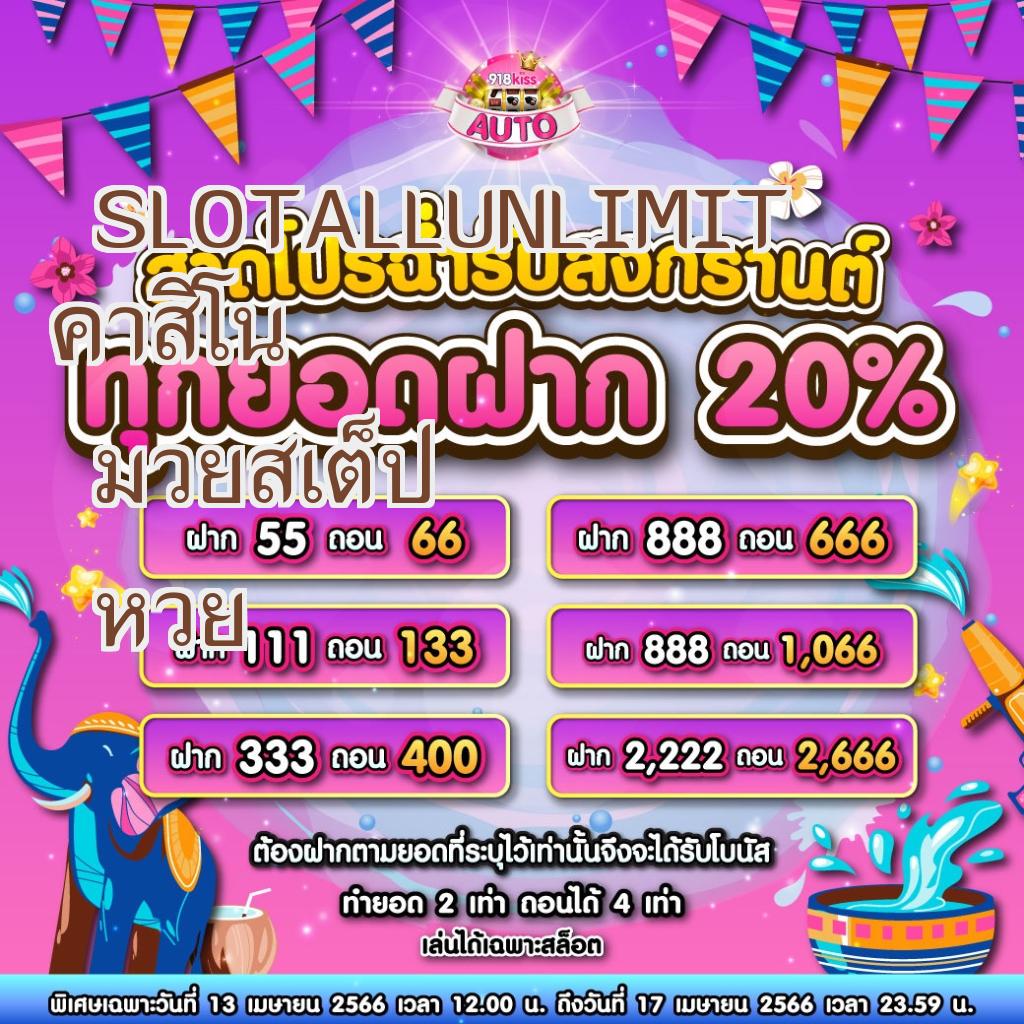 918kiss
AUTO
SLOTALLUNLIMIT
สาดโปรฉ่ำรับสงกรานต์
คาสิโน
ทุกยอดฝาก 20%
มวยสเต็ป
ฝาก 55 ถอน 66
ฝาก 888 ถอน 666
หวย
ฝาก 111 ถอน 133
ฝาก 888 ถอน 1,066
ฝาก 333 ถอน 400
ฝาก 2,222 ถอน 2,666
ต้องฝากตามยอดที่ระบุไว้เท่านั้นจึงจะได้รับโบนัส
ทำยอด 2 เท่า ถอนได้ 4 เท่า
เล่นได้เฉพาะสล็อต
พิเศษเฉพาะวันที่ 13 เมษายน 2566 เวลา 12.00 น. ถึงวันที่ 17 เมษายน 2566 เวลา 23.59 น.